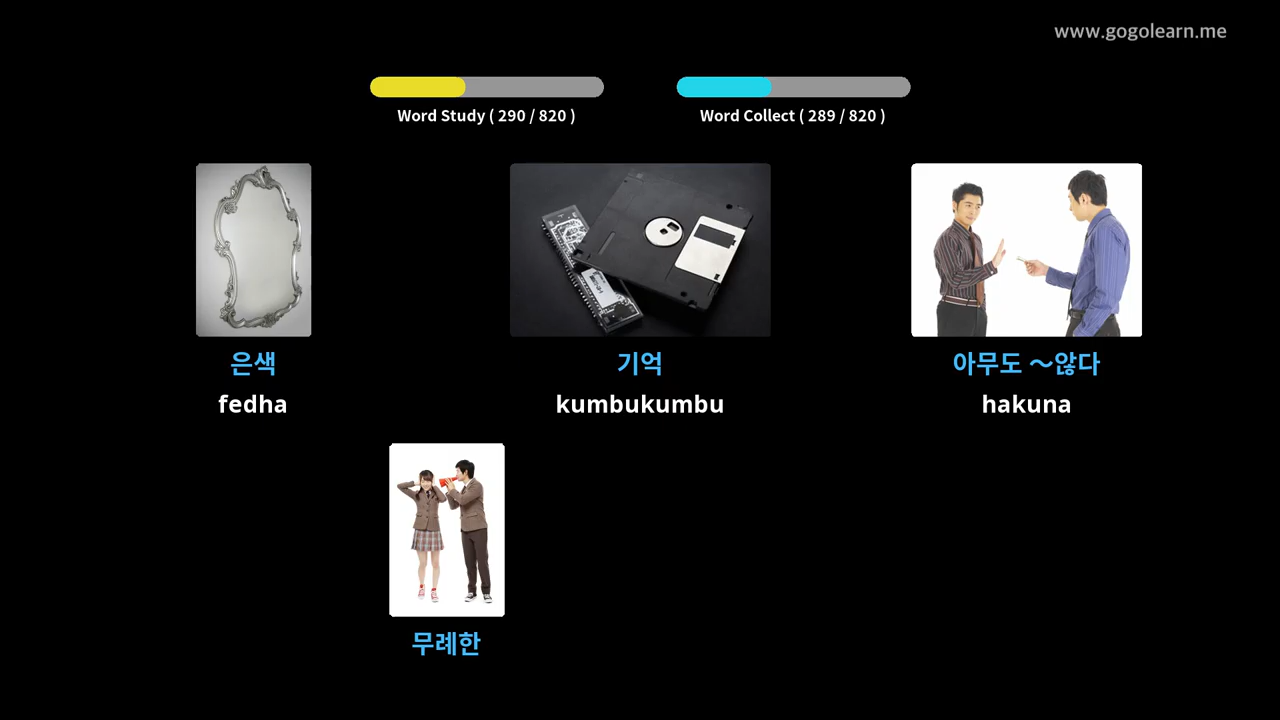 www.gogolearn.me
Word Study ( 290 / 820 )
Word Collect ( 289 / 820 )
은색
기억
아무도 ～않다
fedha
kumbukumbu
hakuna
무례한